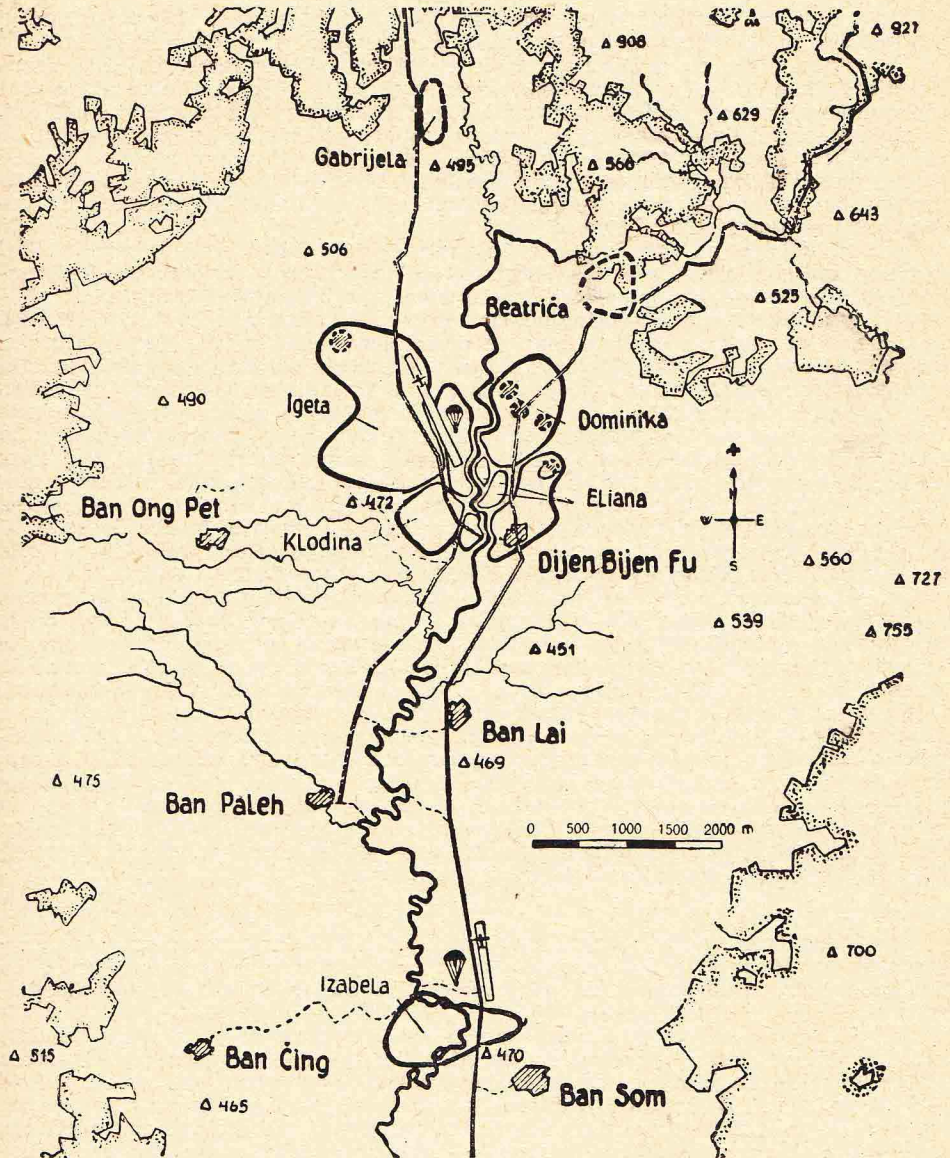 908
927
629
Gabrijela
495
560
643
506
525
Beatriča
490
Igeta
Dominika
472
Eliana
Ban Ong Pet
Klodina
N
W
E
S
Dijen Bijen Fu
560
727
539
755
451
Ban Lai
469
475
Ban Paleh
0 500 1000 1500 2000 m
700
Izabela
515
Ban Čing
470
Ban Som
465